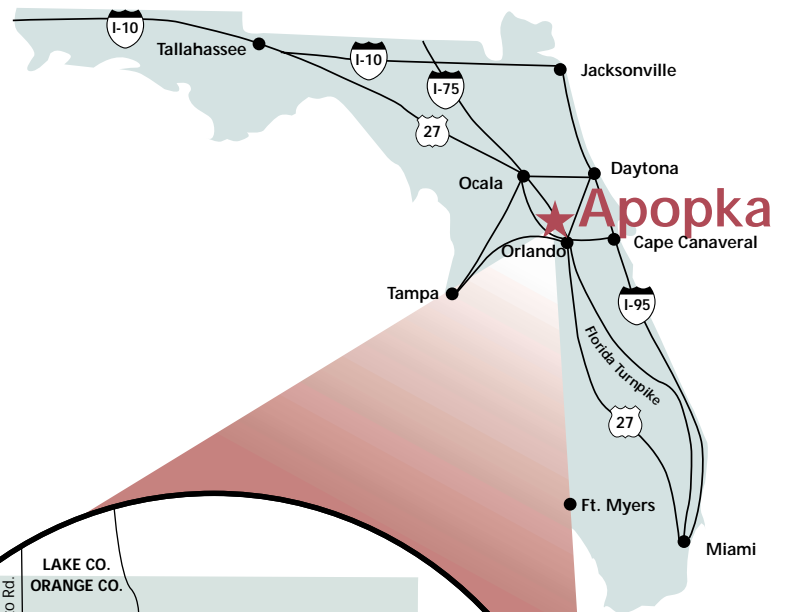 I-10
Tallahassee
I-10
Jacksonville
I-75
27
Ocala
Daytona
Apopka
Orlando
Cape Canaveral
Tampa
I-95
Florida Turnpike
27
Ft. Myers
Miami
LAKE CO.
ORANGE CO.
Rd.